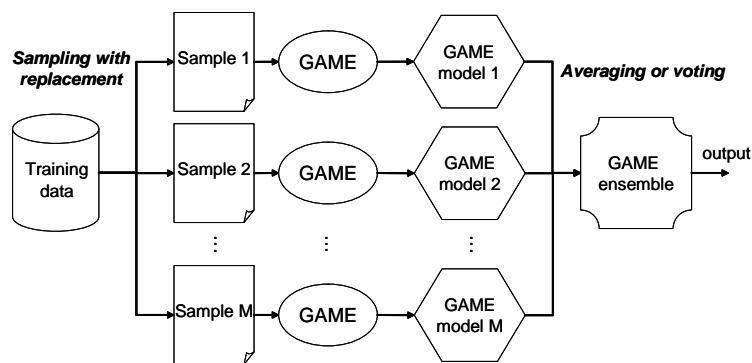 Sampling with
replacement
Training
data
Sample 1
GAME
GAME
model 1
Sample 2
GAME
GAME
model 2
...
...
...
Sample M
GAME
GAME
model M
Averaging or voting
GAME
ensemble
output